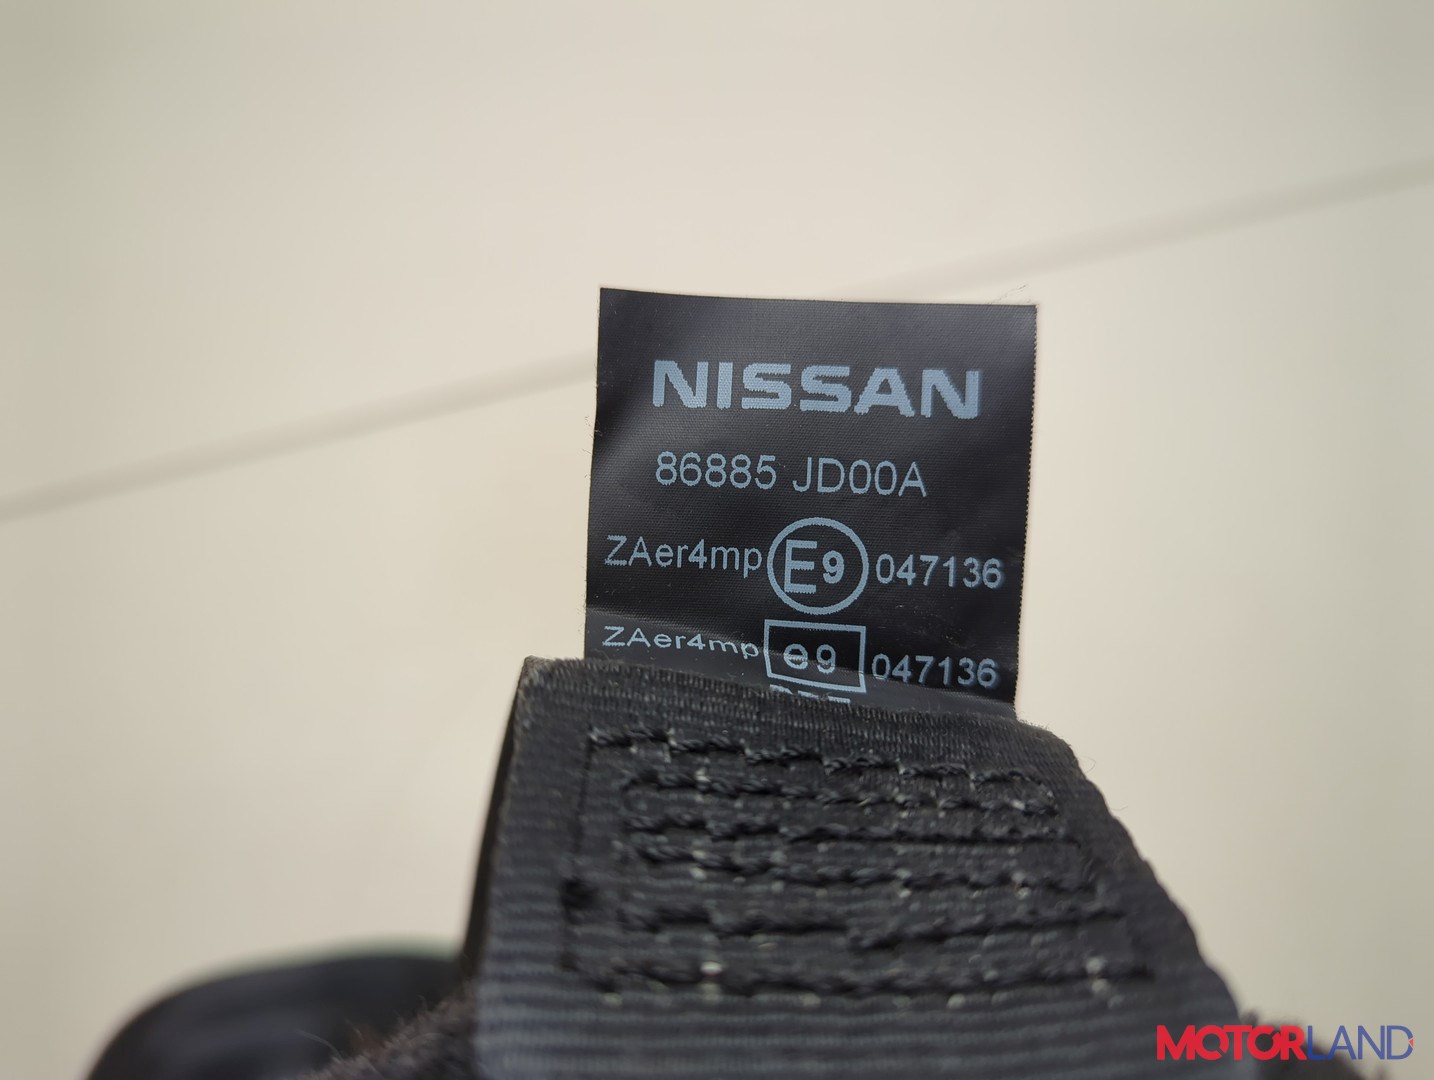 NISSAN
86885 JD00A
ZAer4mp E9 047136
ZAer4mp e9 047136
MOTORLAND